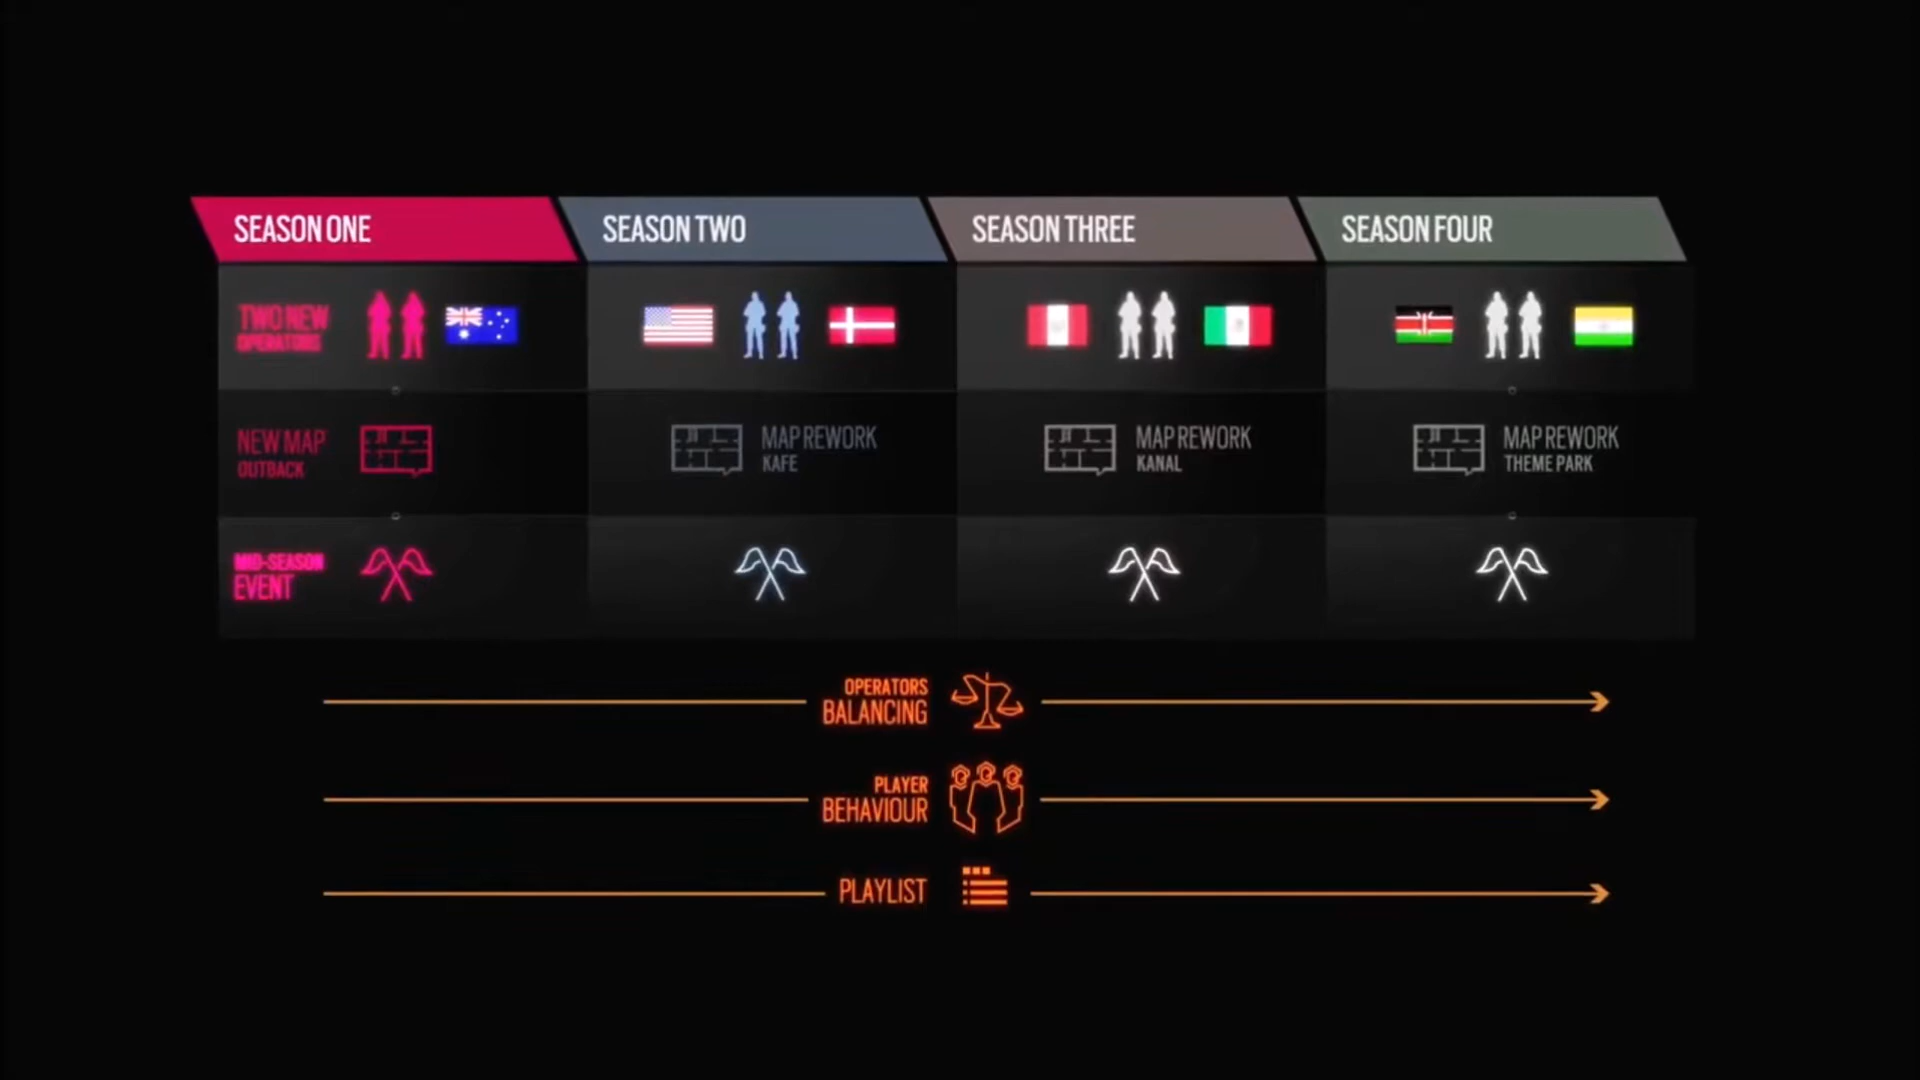 SEASON ONE
SEASON TWO
SEASON THREE
SEASON FOUR
TWO NEW
OPERATORS
NEW MAP
OUTBACK
MAP REWORK
KAFE
MAP REWORK
KANAL
MAP REWORK
THEME PARK
MID-SEASON
EVENT
OPERATORS
BALANCING
PLAYER
BEHAVIOUR
PLAYLIST